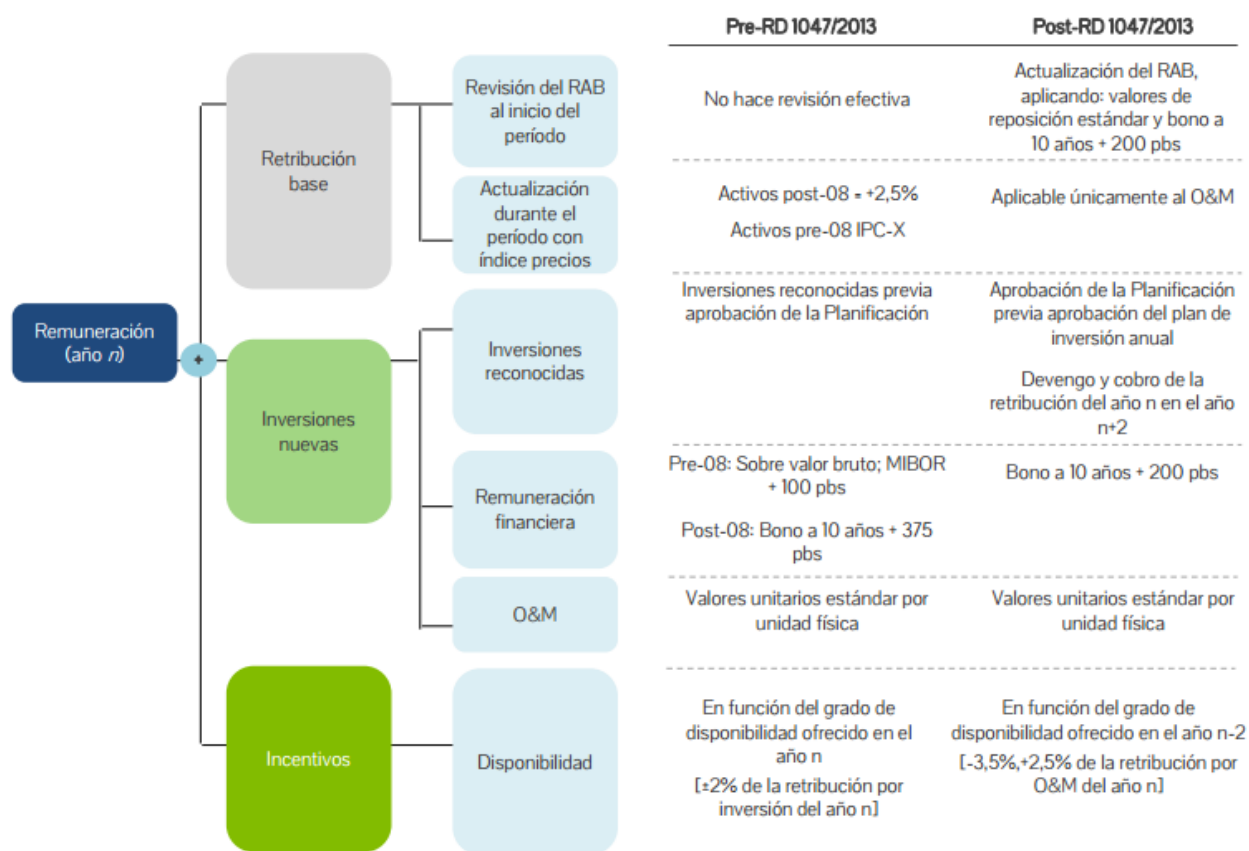 Pre-RD 1047/2013
Post-RD 1047/2013
Remuneración
(año n)
+
Retribución
base
Revisión del RAB
al inicio del
período
No hace revisión efectiva
Actualización del RAB,
aplicando: valores de
reposición estándar y bono a
10 años + 200 pbs
Actualización
durante el
período con
índice precios
Activos post-08 = +2,5%
Activos pre-08 IPC-X
Aplicable únicamente al O&M
Inversiones
nuevas
Inversiones
reconocidas
Inversiones reconocidas previa
aprobación de la Planificación
Aprobación de la Planificación
previa aprobación del plan de
inversión anual
Devengo y cobro de la
retribución del año n en el año
n+2
Remuneración
financiera
Pre-08: Sobre valor bruto; MIBOR
+ 100 pbs
Post-08: Bono a 10 años + 375
pbs
Bono a 10 años + 200 pbs
O&M
Valores unitarios estándar por
unidad física
Valores unitarios estándar por
unidad física
Incentivos
Disponibilidad
En función del grado de
disponibilidad ofrecido en el
año n
[±2% de la retribución por
inversión del año n]
En función del grado de
disponibilidad ofrecido en el año n-2
[-3,5%,+2,5% de la retribución por
O&M del año n]